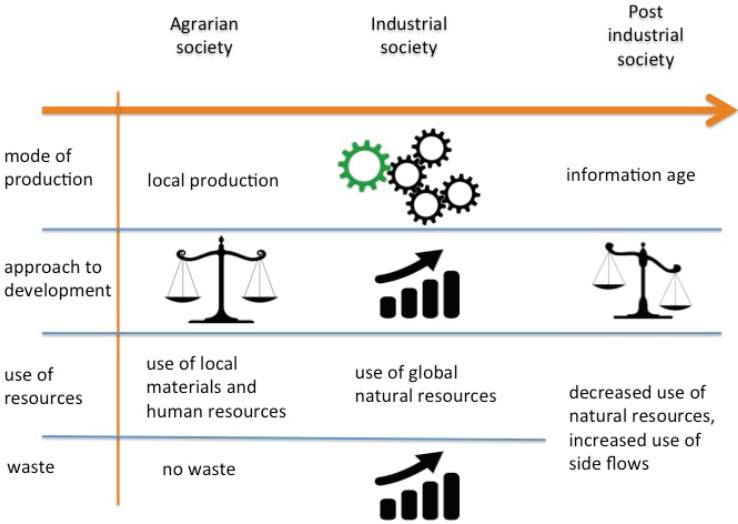 Agrarian
society
Industrial
society
Post
industrial
society
mode of
production
local production
information age
approach to
development
use of
resources
use of local
materials and
human resources
use of global
natural resources
decreased use of
natural resources,
increased use of
side flows
waste
no waste